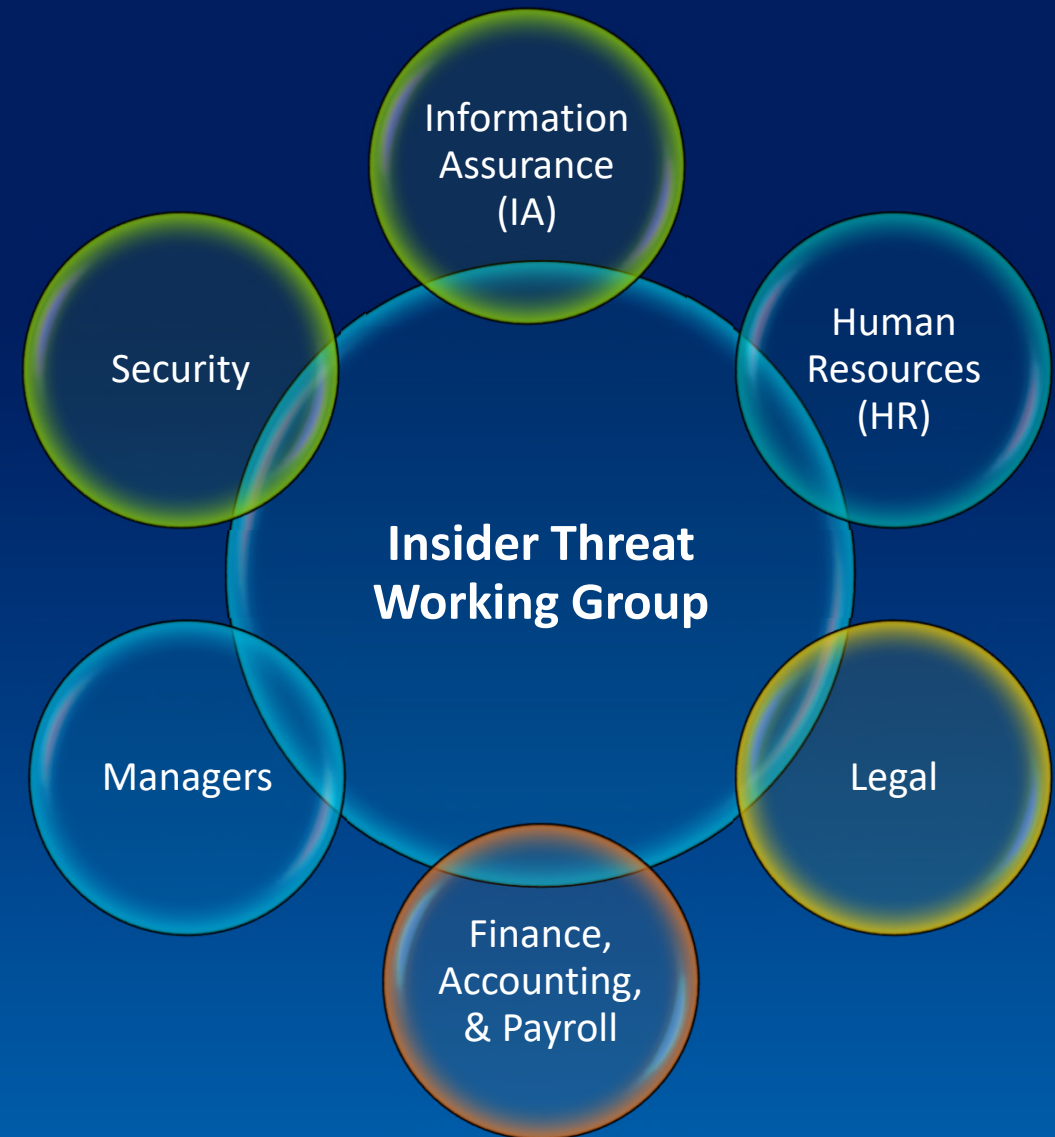 Information
Assurance
(IA)
Human
Resources
(HR)
Security
Insider Threat
Working Group
Managers
Legal
Finance,
Accounting,
& Payroll